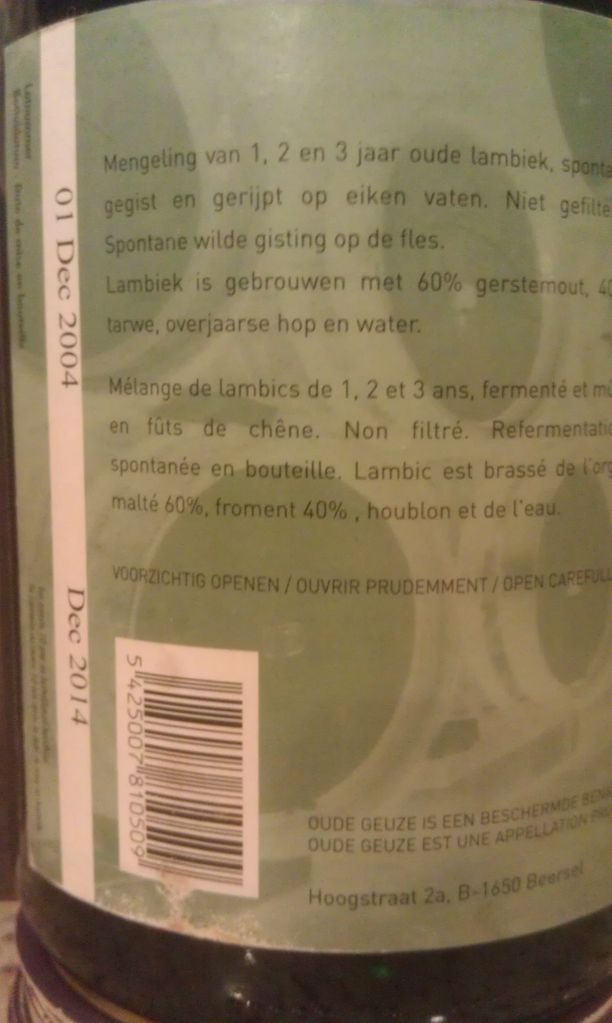 Mengeling van 1, 2 en 3 jaar oude lambiek,
gegist en gerijpt op eiken vaten. Niet
Spontane wilde gisting op de fles.
Lambiek is gebrouwen met 60% gerstemout,
tarwe, overjaarse hop en water.
Mélange de lambics de 1, 2 et 3 ans, fermenté et
en fûts de chêne. Non filtré.
spontanée en bouteille. Lambic est brassé de
malté 60%, froment 40% , houblon et de l'eau.
VOORZICHTIG OPENEN / OUVRIR PRUDEMMENT / OPEN
01 Dec 2004
Dec 2014
5 425007 810509
OUDE GEUZE IS EEN BESCHERMDE
OUDE GEUZE EST UNE APPELLATION
Hoogstraat 2a, B-1650 Beersel